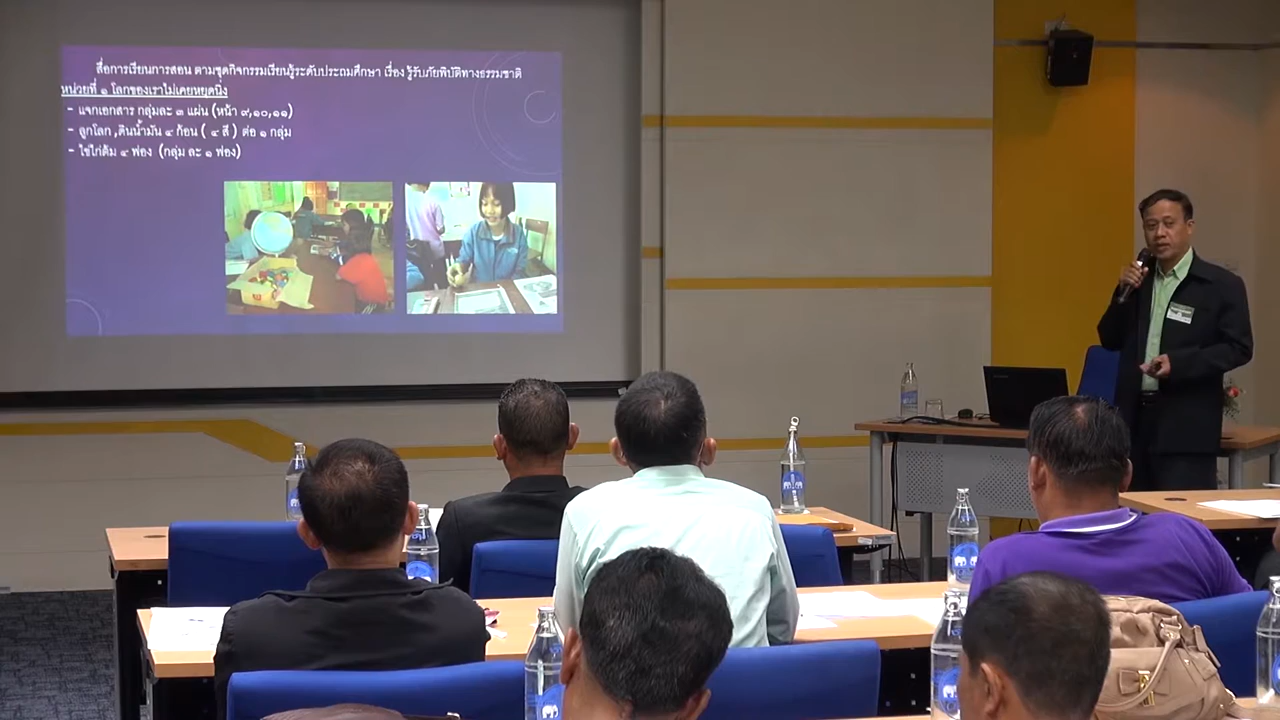 สื่อการเรียนการสอน ตามชุดกิจกรรมเรียนรู้ระดับประถมศึกษา เรื่อง รู้รับภัยพิบัติทางธรรมชาติ
หน่วยที่ ๑ โลกของเราไม่เคยหยุดนิ่ง
- แจกเอกสาร กลุ่มละ ๓ แผ่น (หน้า ๙,๑๐,๑๑)
- ลูกโลก ,ดินน้ำมัน ๔ ก้อน ( ๔ สี ) ต่อ ๑ กลุ่ม
- ไข่ไก่ต้ม ๔ ฟอง (กลุ่ม ละ ๑ ฟอง)